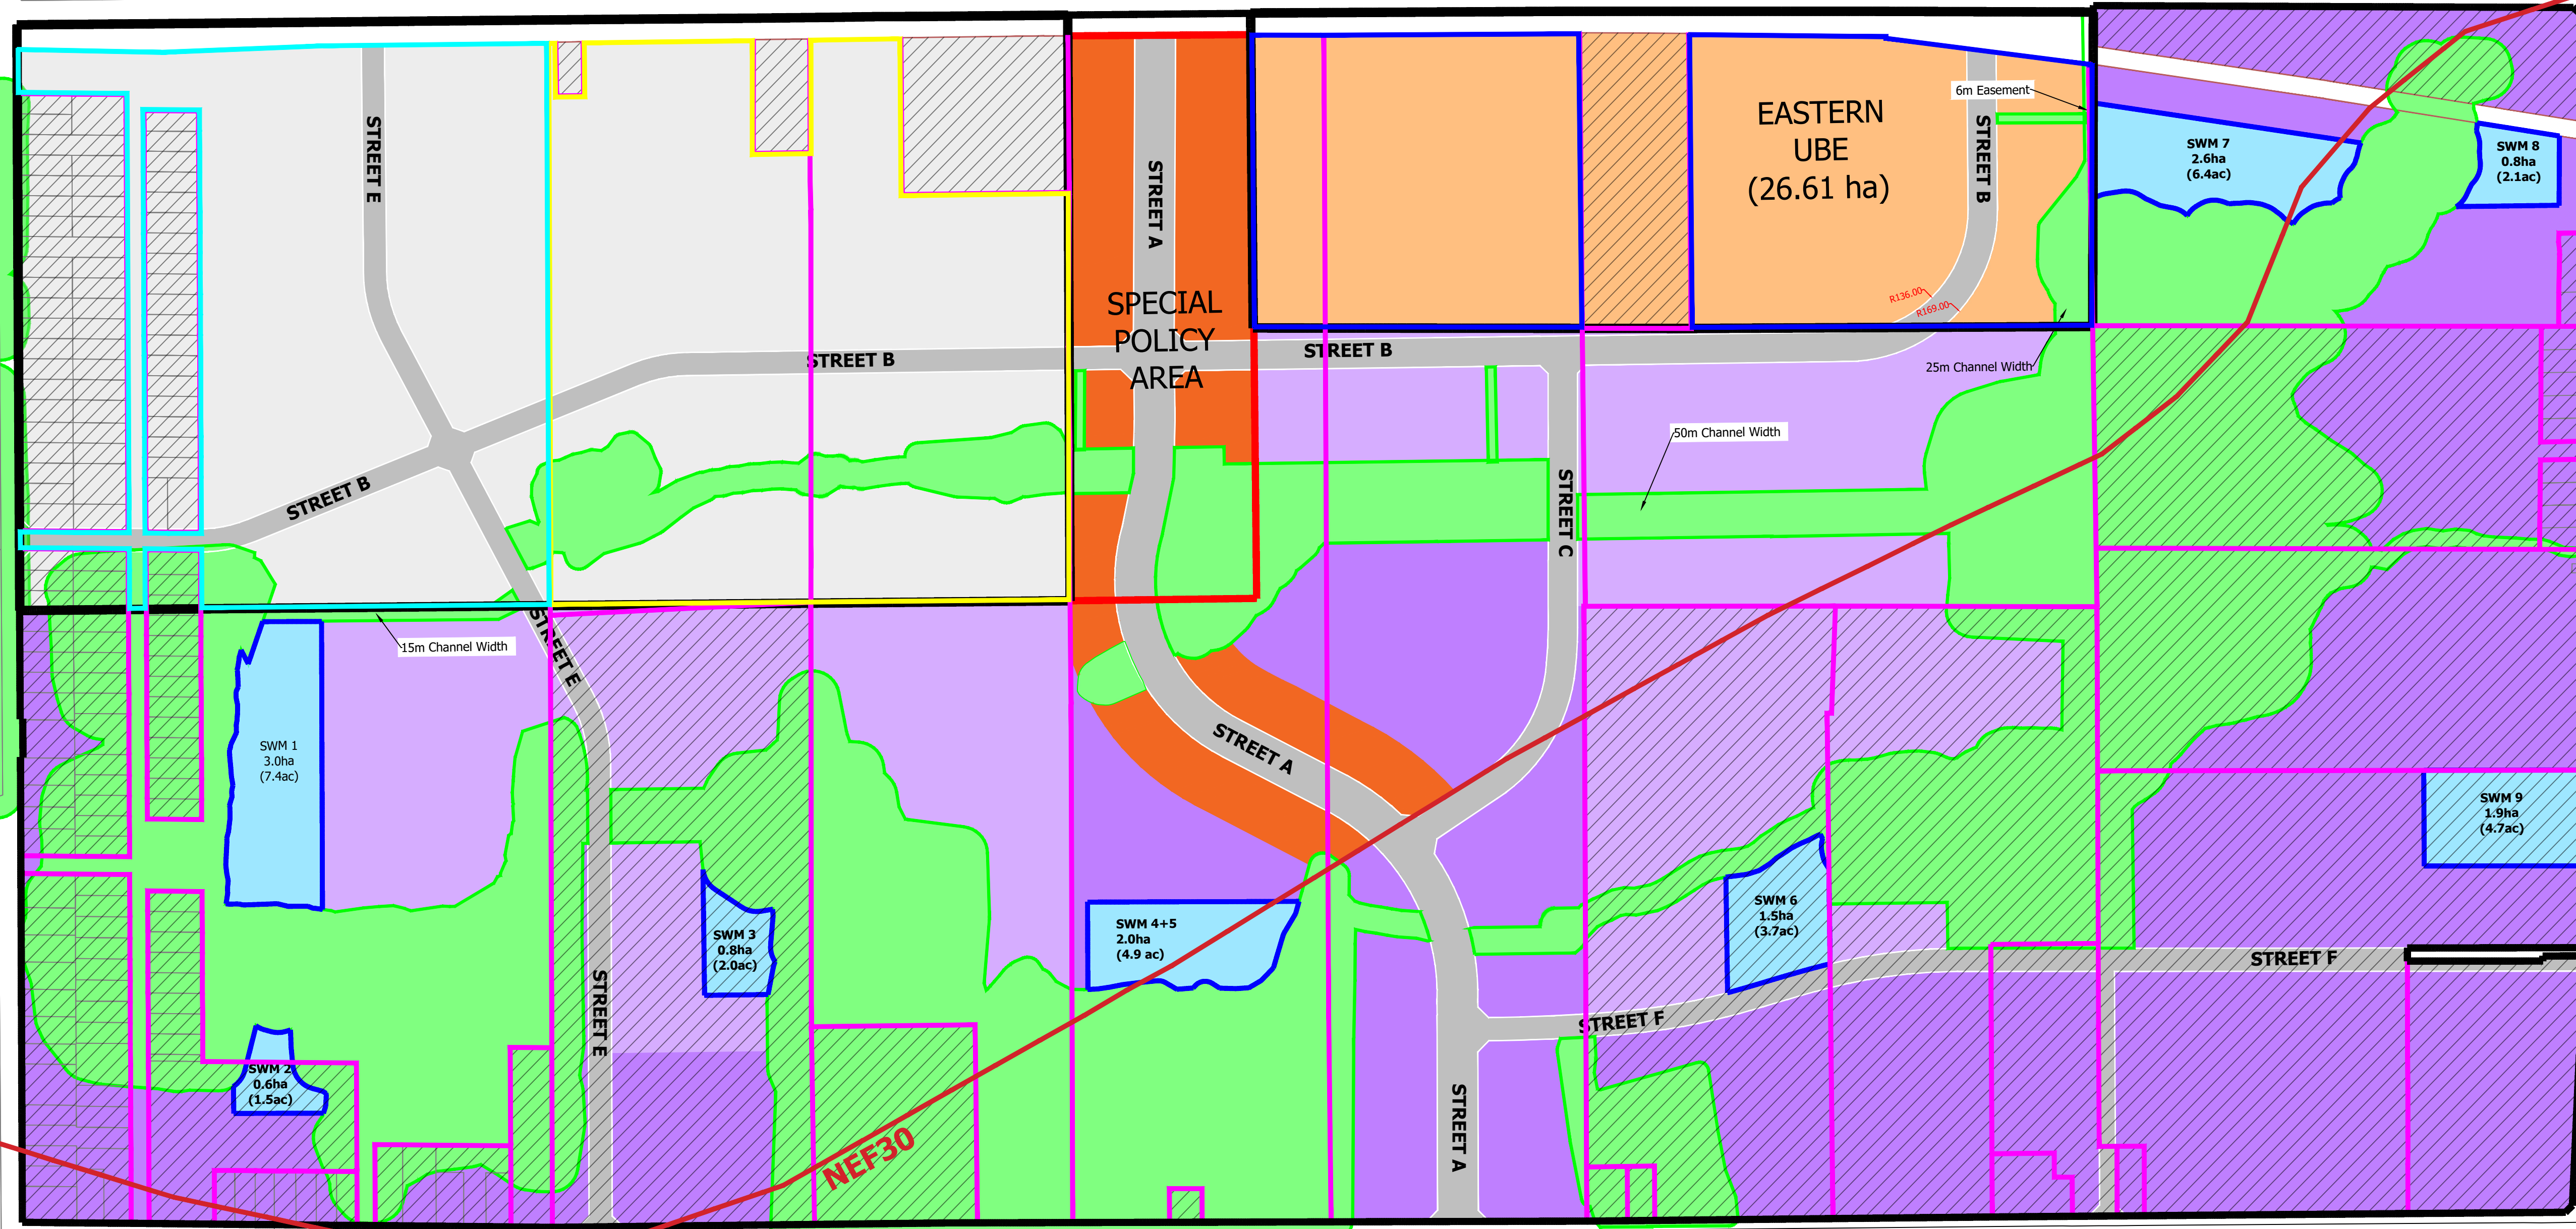 STREET E
STREET A
EASTERN
UBE
(26.61 ha)
6m Easement
STREET B
SWM 7
2.6ha
(6.4ac)
SWM 8
0.8ha
(2.1ac)
SPECIAL
POLICY
AREA
R136.00
R169.00
STREET B
STREET B
25m Channel Width
50m Channel Width
STREET B
STREET C
15m Channel Width
STREET E
SWM 1
3.0ha
(7.4ac)
STREET A
SWM 9
1.9ha
(4.7ac)
SWM 3
0.8ha
(2.0ac)
SWM 4+5
2.0ha
(4.9 ac)
SWM 6
1.5ha
(3.7ac)
STREET F
STREET E
STREET F
SWM 2
0.6ha
(1.5ac)
STREET A
NEF30